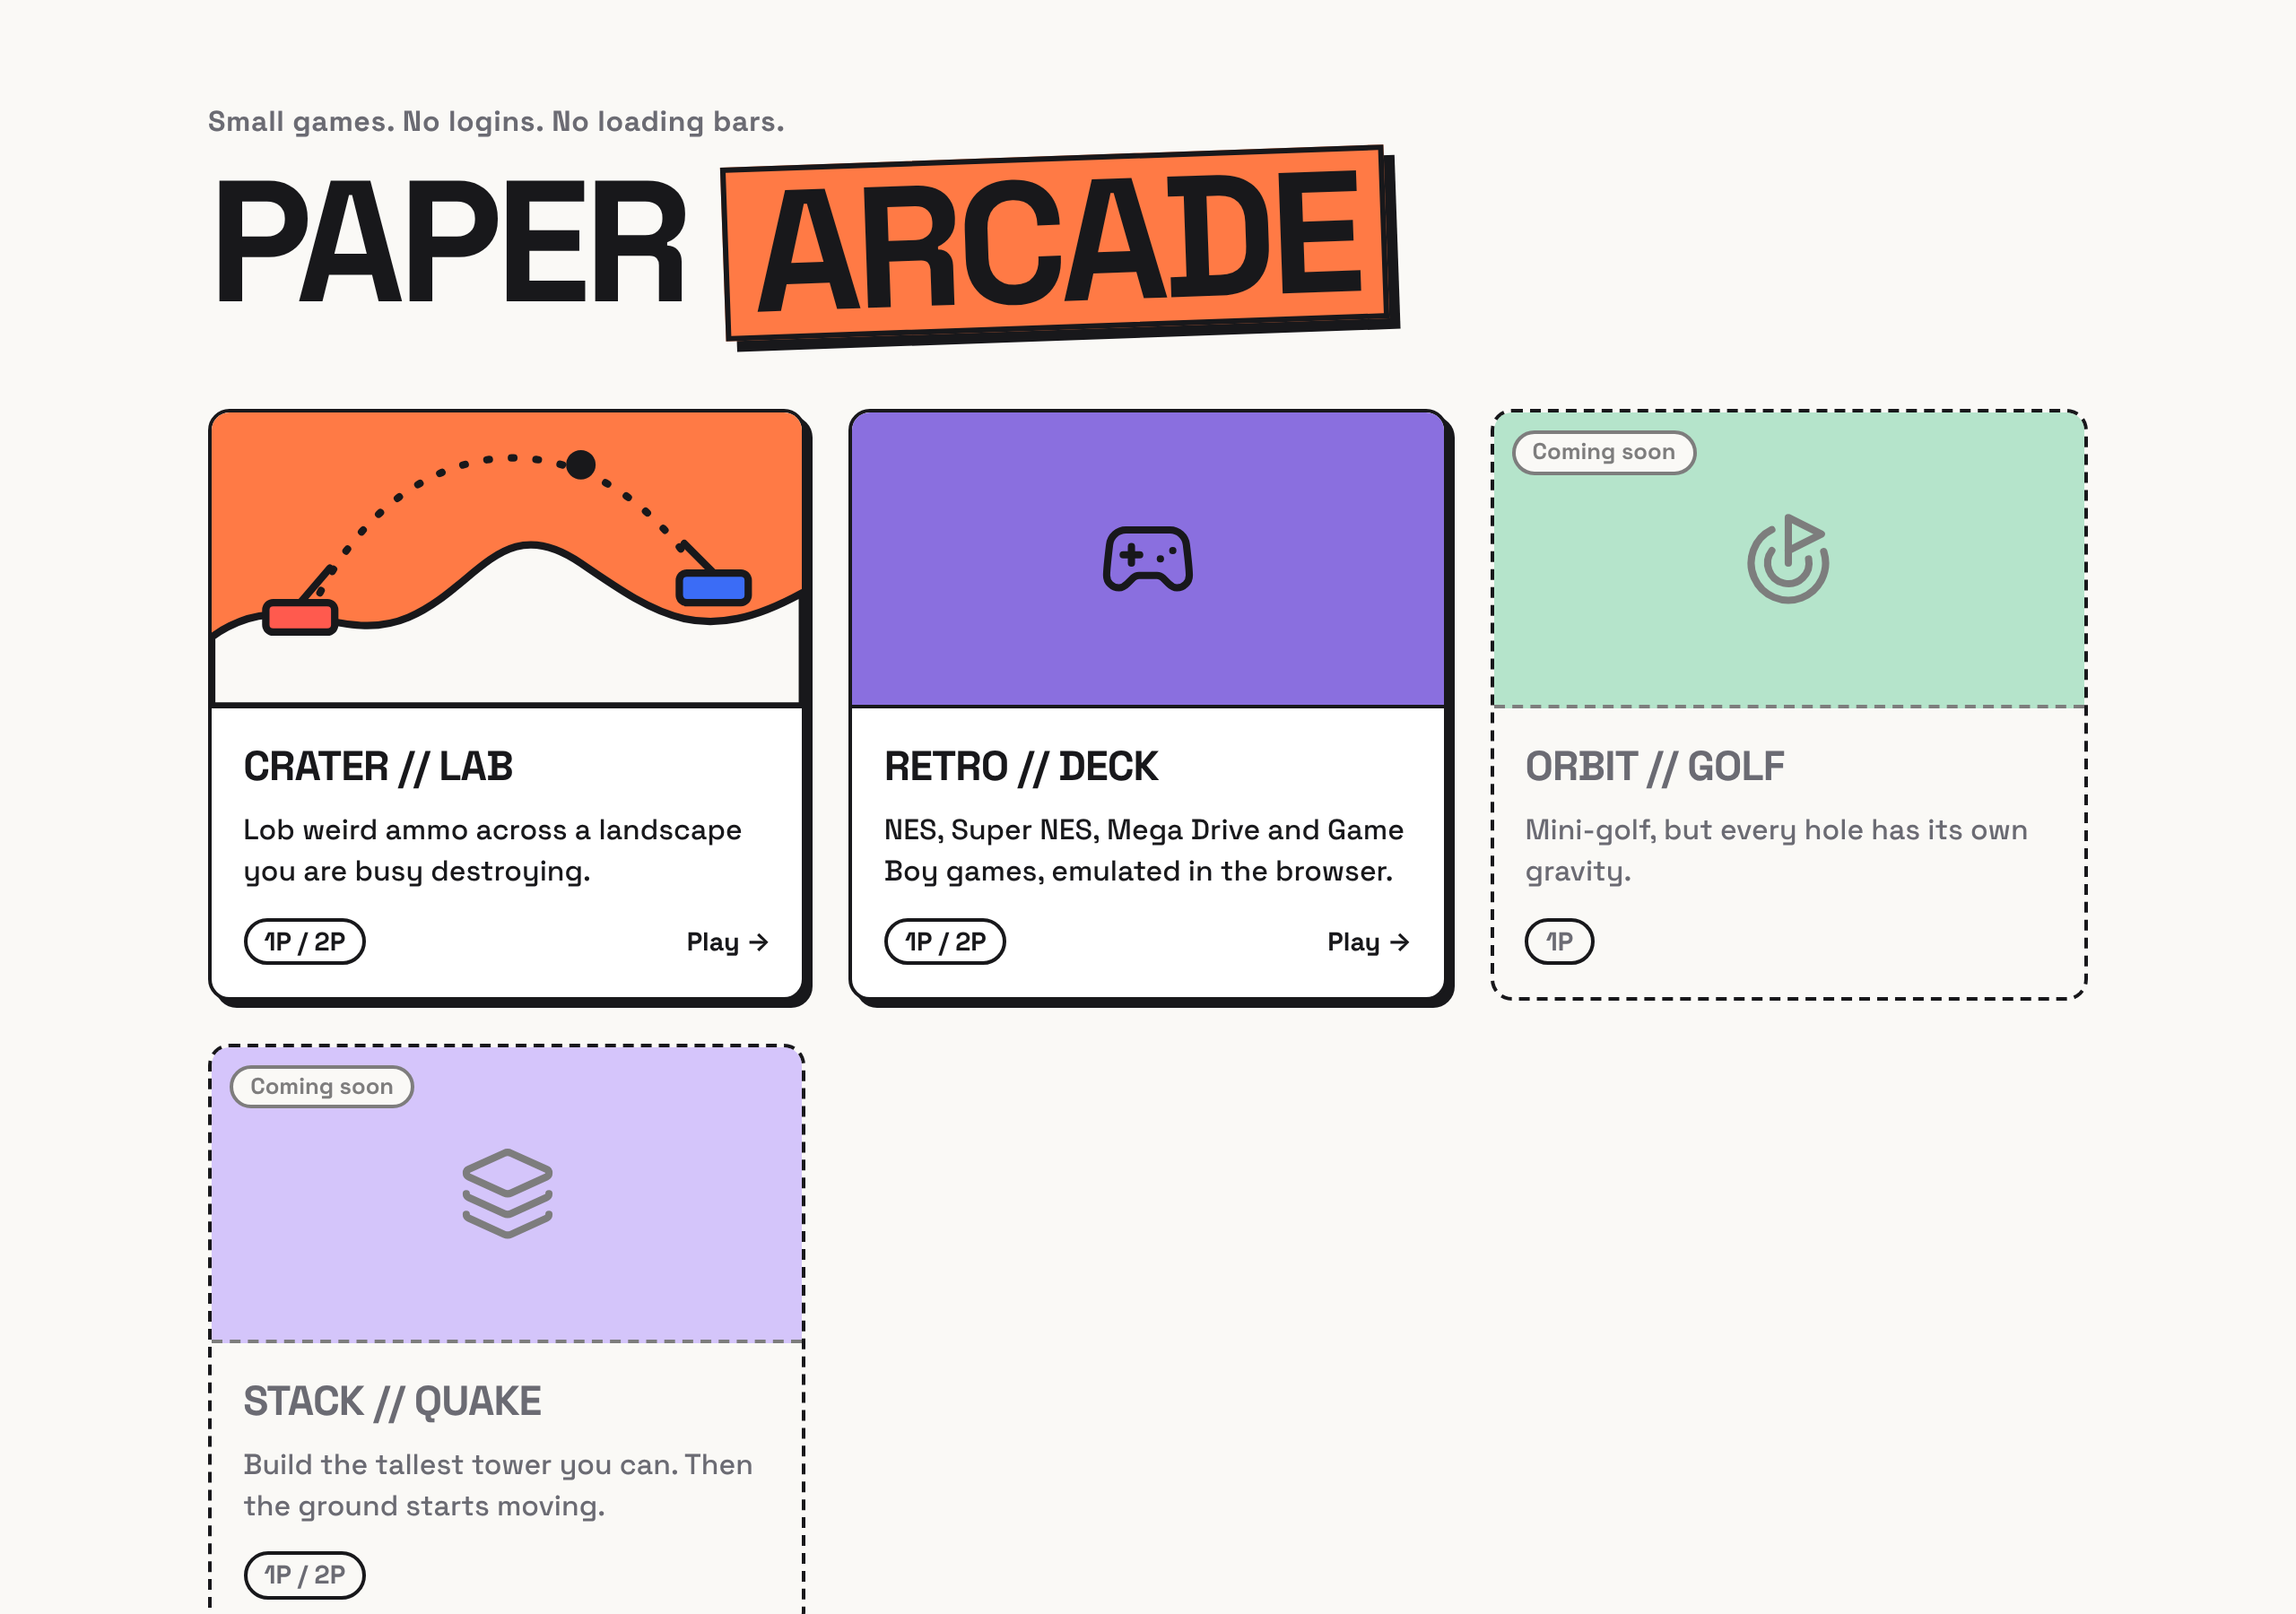 Small games. No logins. No loading bars.
PAPER ARCADE
CRATER // LAB
Lob weird ammo across a landscape
you are busy destroying.
1P / 2P
Play →
RETRO // DECK
NES, Super NES, Mega Drive and Game
Boy games, emulated in the browser.
1P / 2P
Play →
Coming soon
ORBIT // GOLF
Mini-golf, but every hole has its own
gravity.
1P
Coming soon
STACK // QUAKE
Build the tallest tower you can. Then
the ground starts moving.
1P / 2P